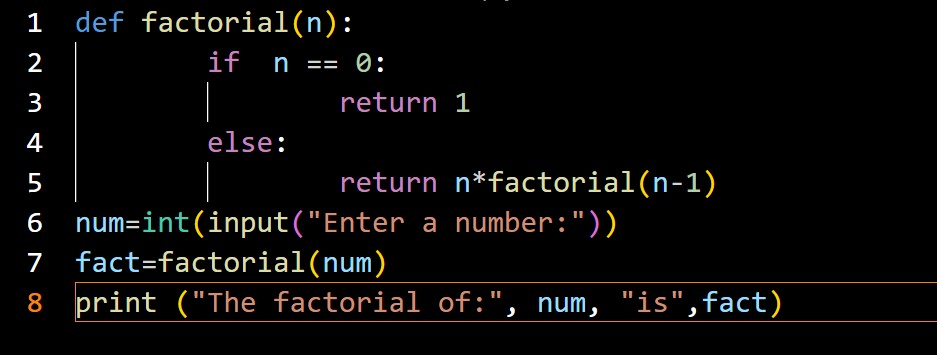 1 def factorial(n):
2         if  n == 0:
3                 return 1
4         else:
5                 return n*factorial(n-1)
6 num=int(input("Enter a number:"))
7 fact=factorial(num)
8 print ("The factorial of:", num, "is",fact)